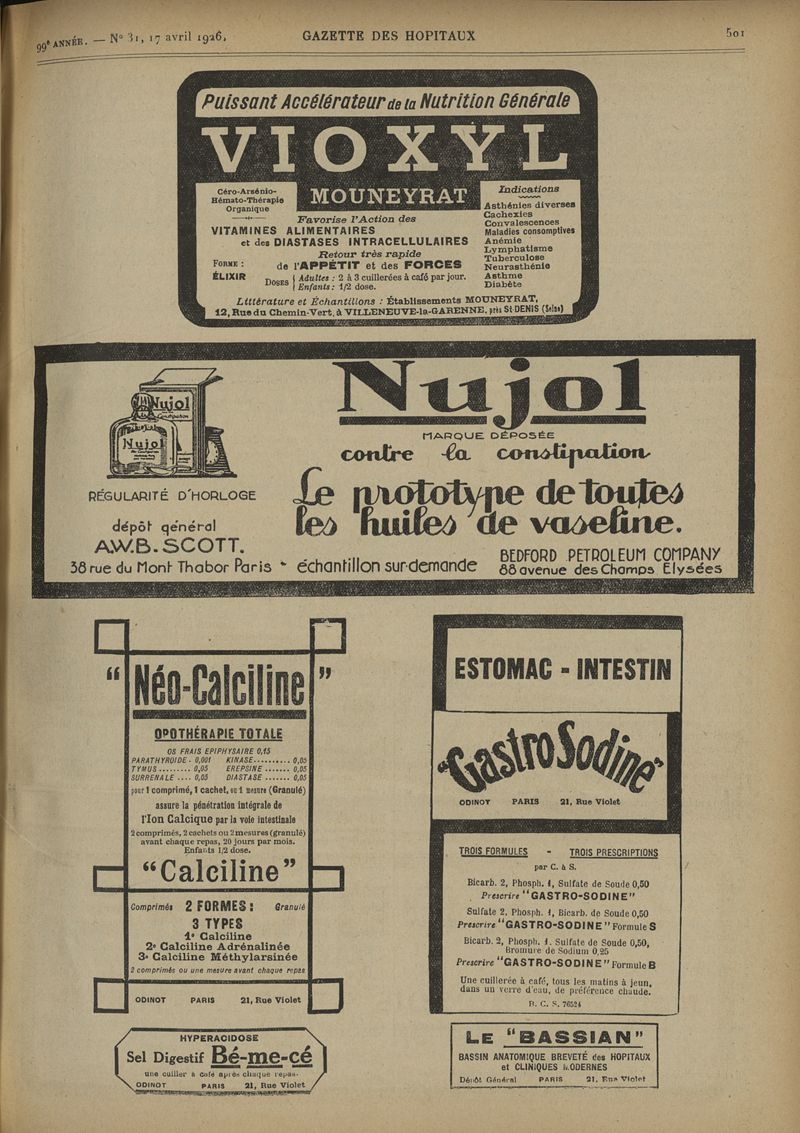 99e ANNÉE. — No 31, 17 avril 1926. GAZETTE DES HOPITAUX 501
Puissant Accélérateur de la Nutrition Générale
VIOXYL
MOUNEYRAT
Céro-Arsénio-
Hémato-Thérapie
Organique
Favorise l'Action des
VITAMINES ALIMENTAIRES
et des DIASTASES INTRACELLULAIRES
Retour très rapide
de l'APPÉTIT et des FORCES
FORME :
ÉLIXIR
DOSES { Adultes : 2 à 3 cuillerées à café par jour.
Enfants : 1/2 dose.
Indications
Asthénies diverses
Cachexies
Convalescences
Maladies consomptives
Anémie
Lymphatisme
Tuberculose
Neurasthénie
Asthme
Diabète
Littérature et Échantillons : Établissements MOUNEYRAT,
12, Rue du Chemin-Vert, à VILLENEUVE-la-GARENNE, près St-DENIS (Seine)
Nujol
Nujol
Nujol
MARQUE DÉPOSÉE
contre la constipation
RÉGULARITÉ D'HORLOGE
Le prototype de toutes
les huiles de vaseline.
dépôt général
A.W.B. SCOTT.
38 rue du Mont Thabor Paris - échantillon sur demande
BEDFORD PETROLEUM COMPANY
88 avenue des Champs Elysées
"Néo-Calciline"
OPOTHÉRAPIE TOTALE
OS FRAIS EPIPHYSAIRE 0,15
PARATHYROIDE . 0,001 KINASE.......... 0,05
TYMUS......... 0,05 EREPSINE ....... 0,05
SURRENALE .... 0,05 DIASTASE ....... 0,05
pour 1 comprimé, 1 cachet, ou 1 mesure (Granulé)
assure la pénétration intégrale de
l'Ion Calcique par la voie intestinale
2 comprimés, 2 cachets ou 2 mesures (granulé)
avant chaque repas, 20 jours par mois.
Enfants 1/2 dose.
"Calciline"
Comprimés 2 FORMES : Granulé
3 TYPES
1o Calciline
2o Calciline Adrénalinée
3o Calciline Méthylarsinée
2 comprimés ou une mesure avant chaque repas
ODINOT PARIS 21, Rue Violet
HYPERACIDOSE
Sel Digestif Bé-me-cé
une cuiller à café après chaque repas.
ODINOT PARIS 21, Rue Violet
ESTOMAC - INTESTIN
"GastroSodine"
ODINOT PARIS 21, Rue Violet
TROIS FORMULES - TROIS PRESCRIPTIONS
par C. à S.
Bicarb. 2, Phosph. 1, Sulfate de Soude 0,50
Prescrire "GASTRO-SODINE"
Sulfate 2, Phosph. 1, Bicarb. de Soude 0,50
Prescrire "GASTRO-SODINE" Formule S
Bicarb. 2, Phosph. 1. Sulfate de Soude 0,50,
Bromure de Sodium 0,25
Prescrire "GASTRO-SODINE" Formule B
Une cuillerée à café, tous les matins à jeun,
dans un verre d'eau, de préférence chaude.
R. C. S. 76524
LE "BASSIAN"
BASSIN ANATOMIQUE BREVETÉ des HOPITAUX
et CLINIQUES MODERNES
Dépôt Général PARIS 21, Rue Violet